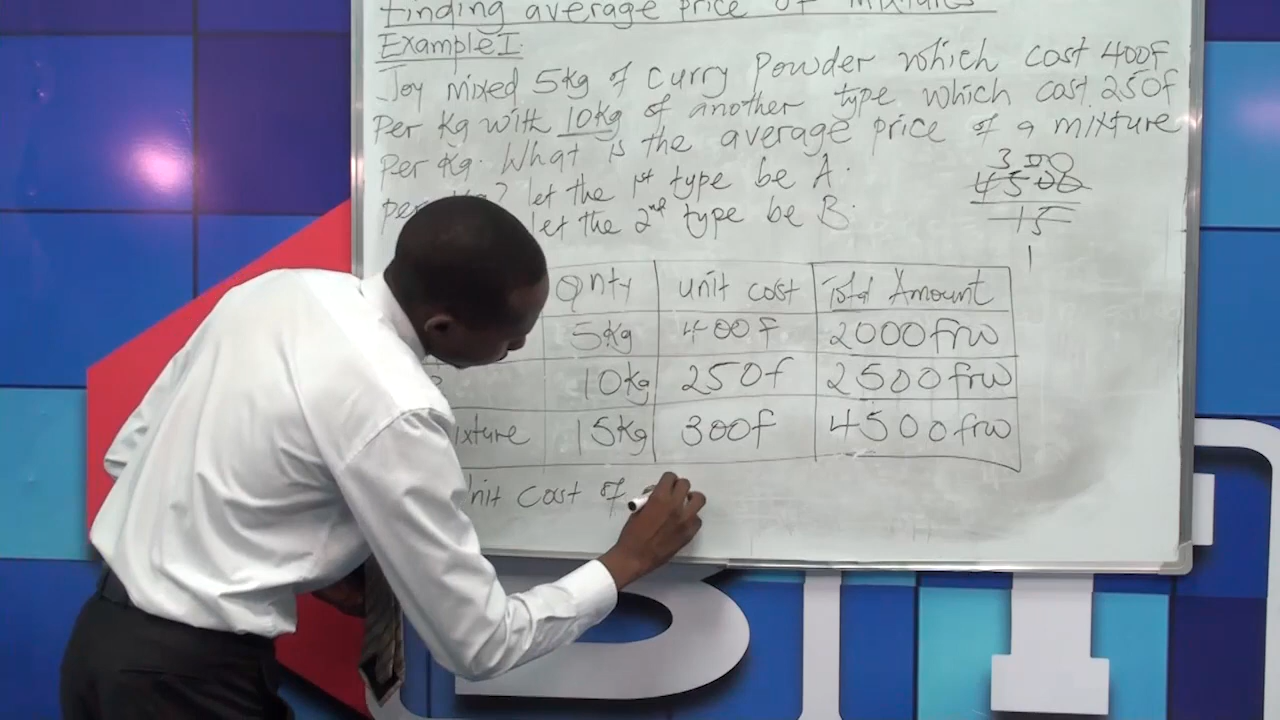 Finding average price of mixtures
Example I.
Joy mixed 5kg of curry powder which cost 400f
per kg with 10kg of another type which cost 250f
per kg. What is the average price of a mixture
per let the 1st type be A.
let the 2nd type be B.
300
4500
15
1
Qnty unit cost Total Amount
5kg 400f 2000frw
10kg 250f 2500frw
ixture 15kg 300f 4500frw
nit cost of